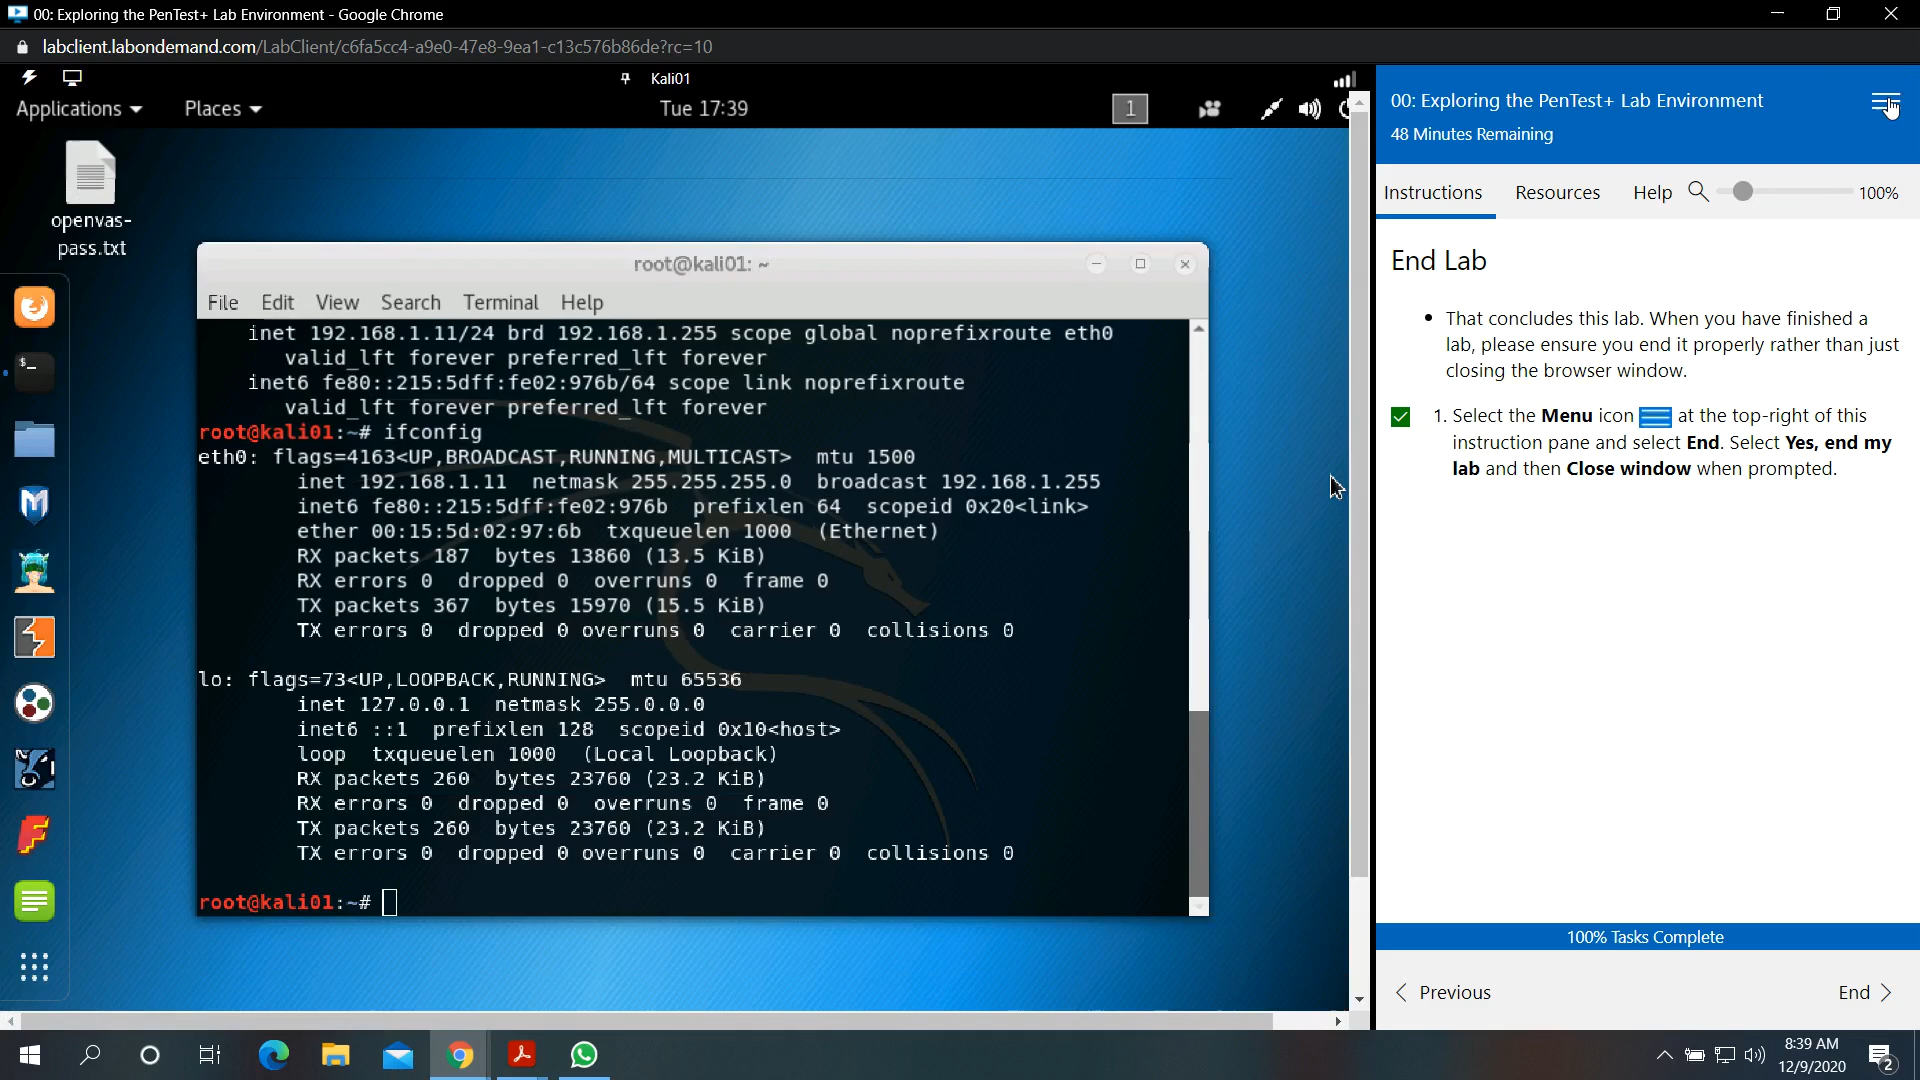 00: Exploring the PenTest+ Lab Environment - Google Chrome
labclient.labondemand.com/LabClient/c6fa5cc4-a9e0-47e8-9ea1-c13c576b86de?rc=10
Kali01
Applications
Places
Tue 17:39
1
openvas-
pass.txt
root@kali01: ~
File Edit View Search Terminal Help
inet 192.168.1.11/24 brd 192.168.1.255 scope global noprefixroute eth0
valid_lft forever preferred_lft forever
inet6 fe80::215:5dff:fe02:976b/64 scope link noprefixroute
valid_lft forever preferred_lft forever
root@kali01:~# ifconfig
eth0: flags=4163<UP,BROADCAST,RUNNING,MULTICAST>  mtu 1500
inet 192.168.1.11  netmask 255.255.255.0  broadcast 192.168.1.255
inet6 fe80::215:5dff:fe02:976b  prefixlen 64  scopeid 0x20<link>
ether 00:15:5d:02:97:6b  txqueuelen 1000  (Ethernet)
RX packets 187  bytes 13860 (13.5 KiB)
RX errors 0  dropped 0  overruns 0  frame 0
TX packets 367  bytes 15970 (15.5 KiB)
TX errors 0  dropped 0 overruns 0  carrier 0  collisions 0
lo: flags=73<UP,LOOPBACK,RUNNING>  mtu 65536
inet 127.0.0.1  netmask 255.0.0.0
inet6 ::1  prefixlen 128  scopeid 0x10<host>
loop  txqueuelen 1000  (Local Loopback)
RX packets 260  bytes 23760 (23.2 KiB)
RX errors 0  dropped 0  overruns 0  frame 0
TX packets 260  bytes 23760 (23.2 KiB)
TX errors 0  dropped 0 overruns 0  carrier 0  collisions 0
root@kali01:~#
00: Exploring the PenTest+ Lab Environment
48 Minutes Remaining
Instructions Resources Help 100%
End Lab
• That concludes this lab. When you have finished a
lab, please ensure you end it properly rather than just
closing the browser window.
1. Select the Menu icon at the top-right of this
instruction pane and select End. Select Yes, end my
lab and then Close window when prompted.
100% Tasks Complete
Previous
End
8:39 AM
12/9/2020
2